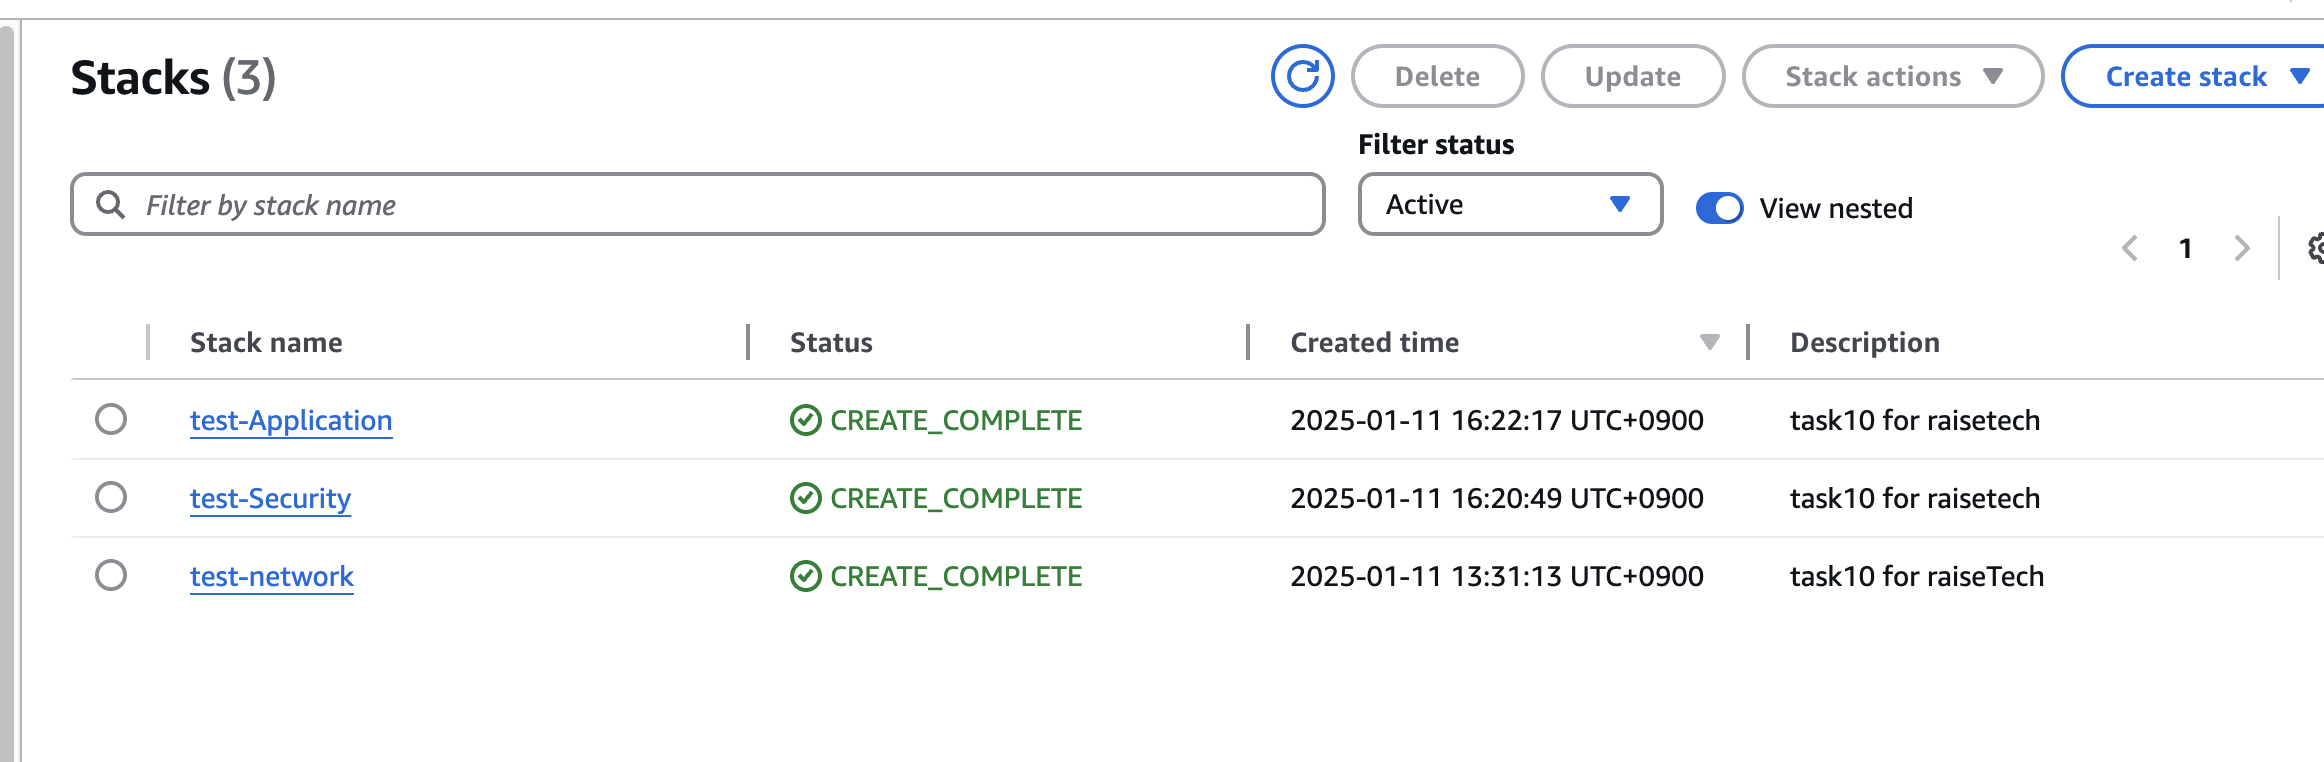 Stacks (3)
Delete
Update
Stack actions
Create stack
Filter status
Filter by stack name
Active
View nested
1
Stack name Status Created time Description
test-Application CREATE_COMPLETE 2025-01-11 16:22:17 UTC+0900 task10 for raisetech
test-Security CREATE_COMPLETE 2025-01-11 16:20:49 UTC+0900 task10 for raisetech
test-network CREATE_COMPLETE 2025-01-11 13:31:13 UTC+0900 task10 for raiseTech